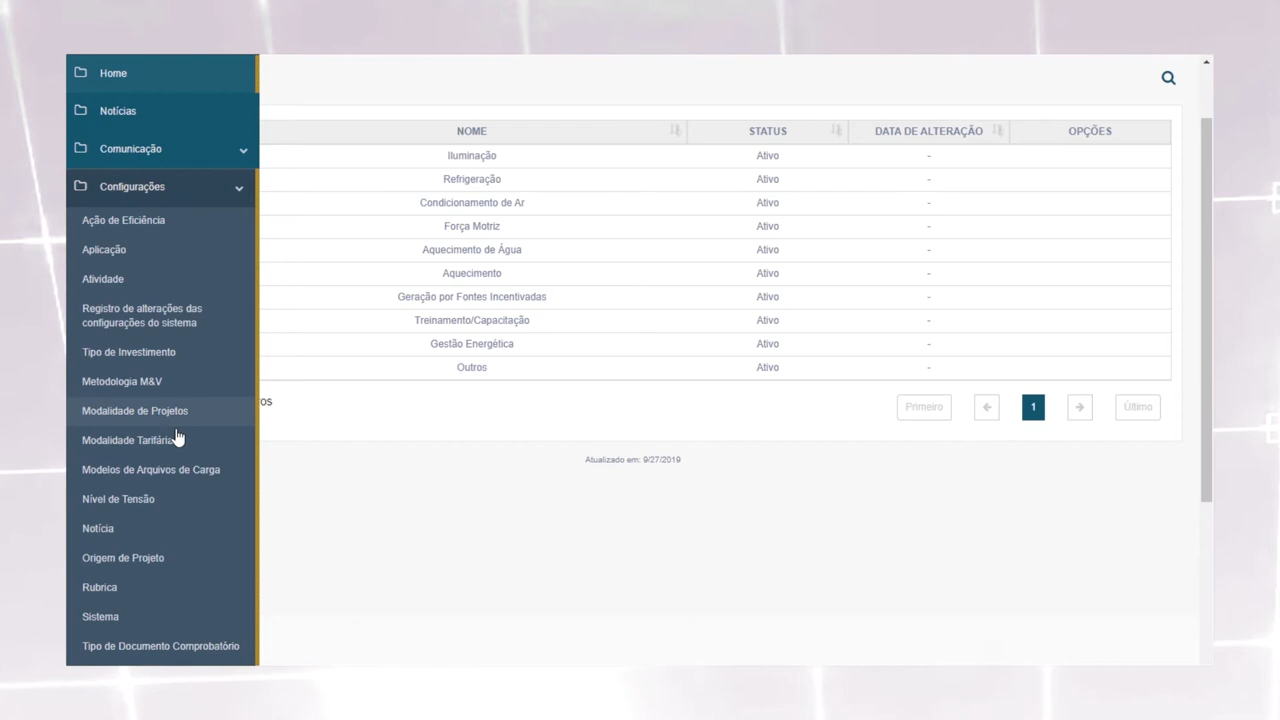 Home
Notícias
Comunicação
Configurações
Ação de Eficiência
Aplicação
Atividade
Registro de alterações das
configurações do sistema
Tipo de Investimento
Metodologia M&V
Modalidade de Projetos
Modalidade Tarifária
Modelos de Arquivos de Carga
Nível de Tensão
Notícia
Origem de Projeto
Rubrica
Sistema
Tipo de Documento Comprobatório
NOME STATUS DATA DE ALTERAÇÃO OPÇÕES
Iluminação Ativo -
Refrigeração Ativo -
Condicionamento de Ar Ativo -
Força Motriz Ativo -
Aquecimento de Água Ativo -
Aquecimento Ativo -
Geração por Fontes Incentivadas Ativo -
Treinamento/Capacitação Ativo -
Gestão Energética Ativo -
Outros Ativo -
os Primeiro 1 Último
Atualizado em: 9/27/2019